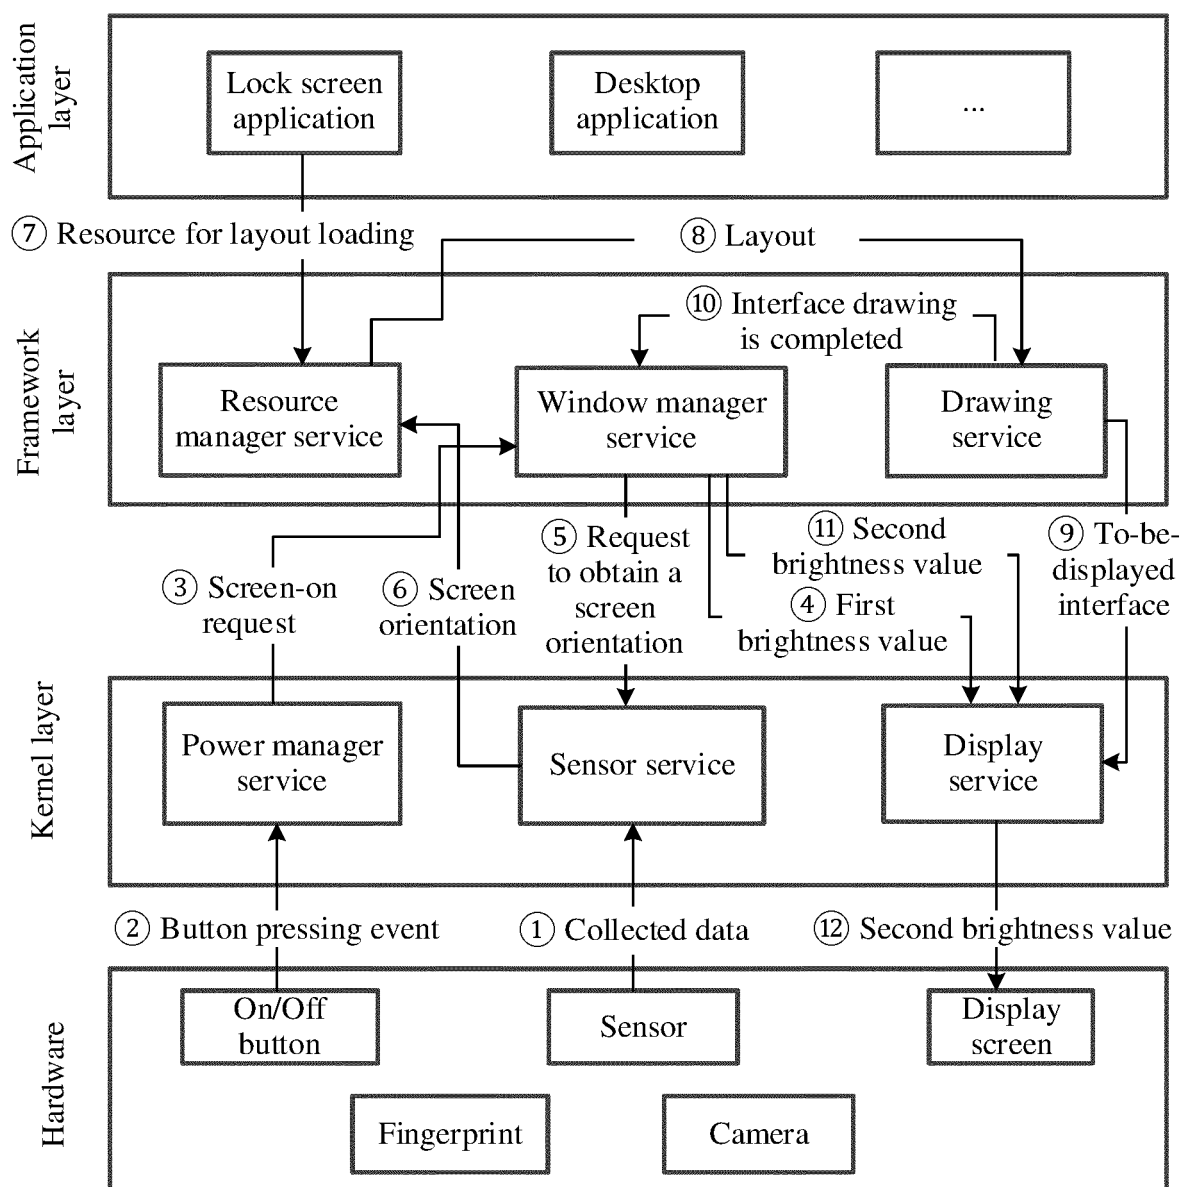 Application
layer
Lock screen
application
Desktop
application
...
⑦ Resource for layout loading
⑧ Layout
Framework
layer
⑩ Interface drawing
is completed
Resource
manager service
Window manager
service
Drawing
service
③ Screen-on
request
⑥ Screen
orientation
⑤ Request
to obtain a
screen
orientation
⑪ Second
brightness value
④ First
brightness value
⑨ To-be-
displayed
interface
Kernel layer
Power manager
service
Sensor service
Display
service
② Button pressing event
① Collected data
⑫ Second brightness value
Hardware
On/Off
button
Sensor
Display
screen
Fingerprint
Camera